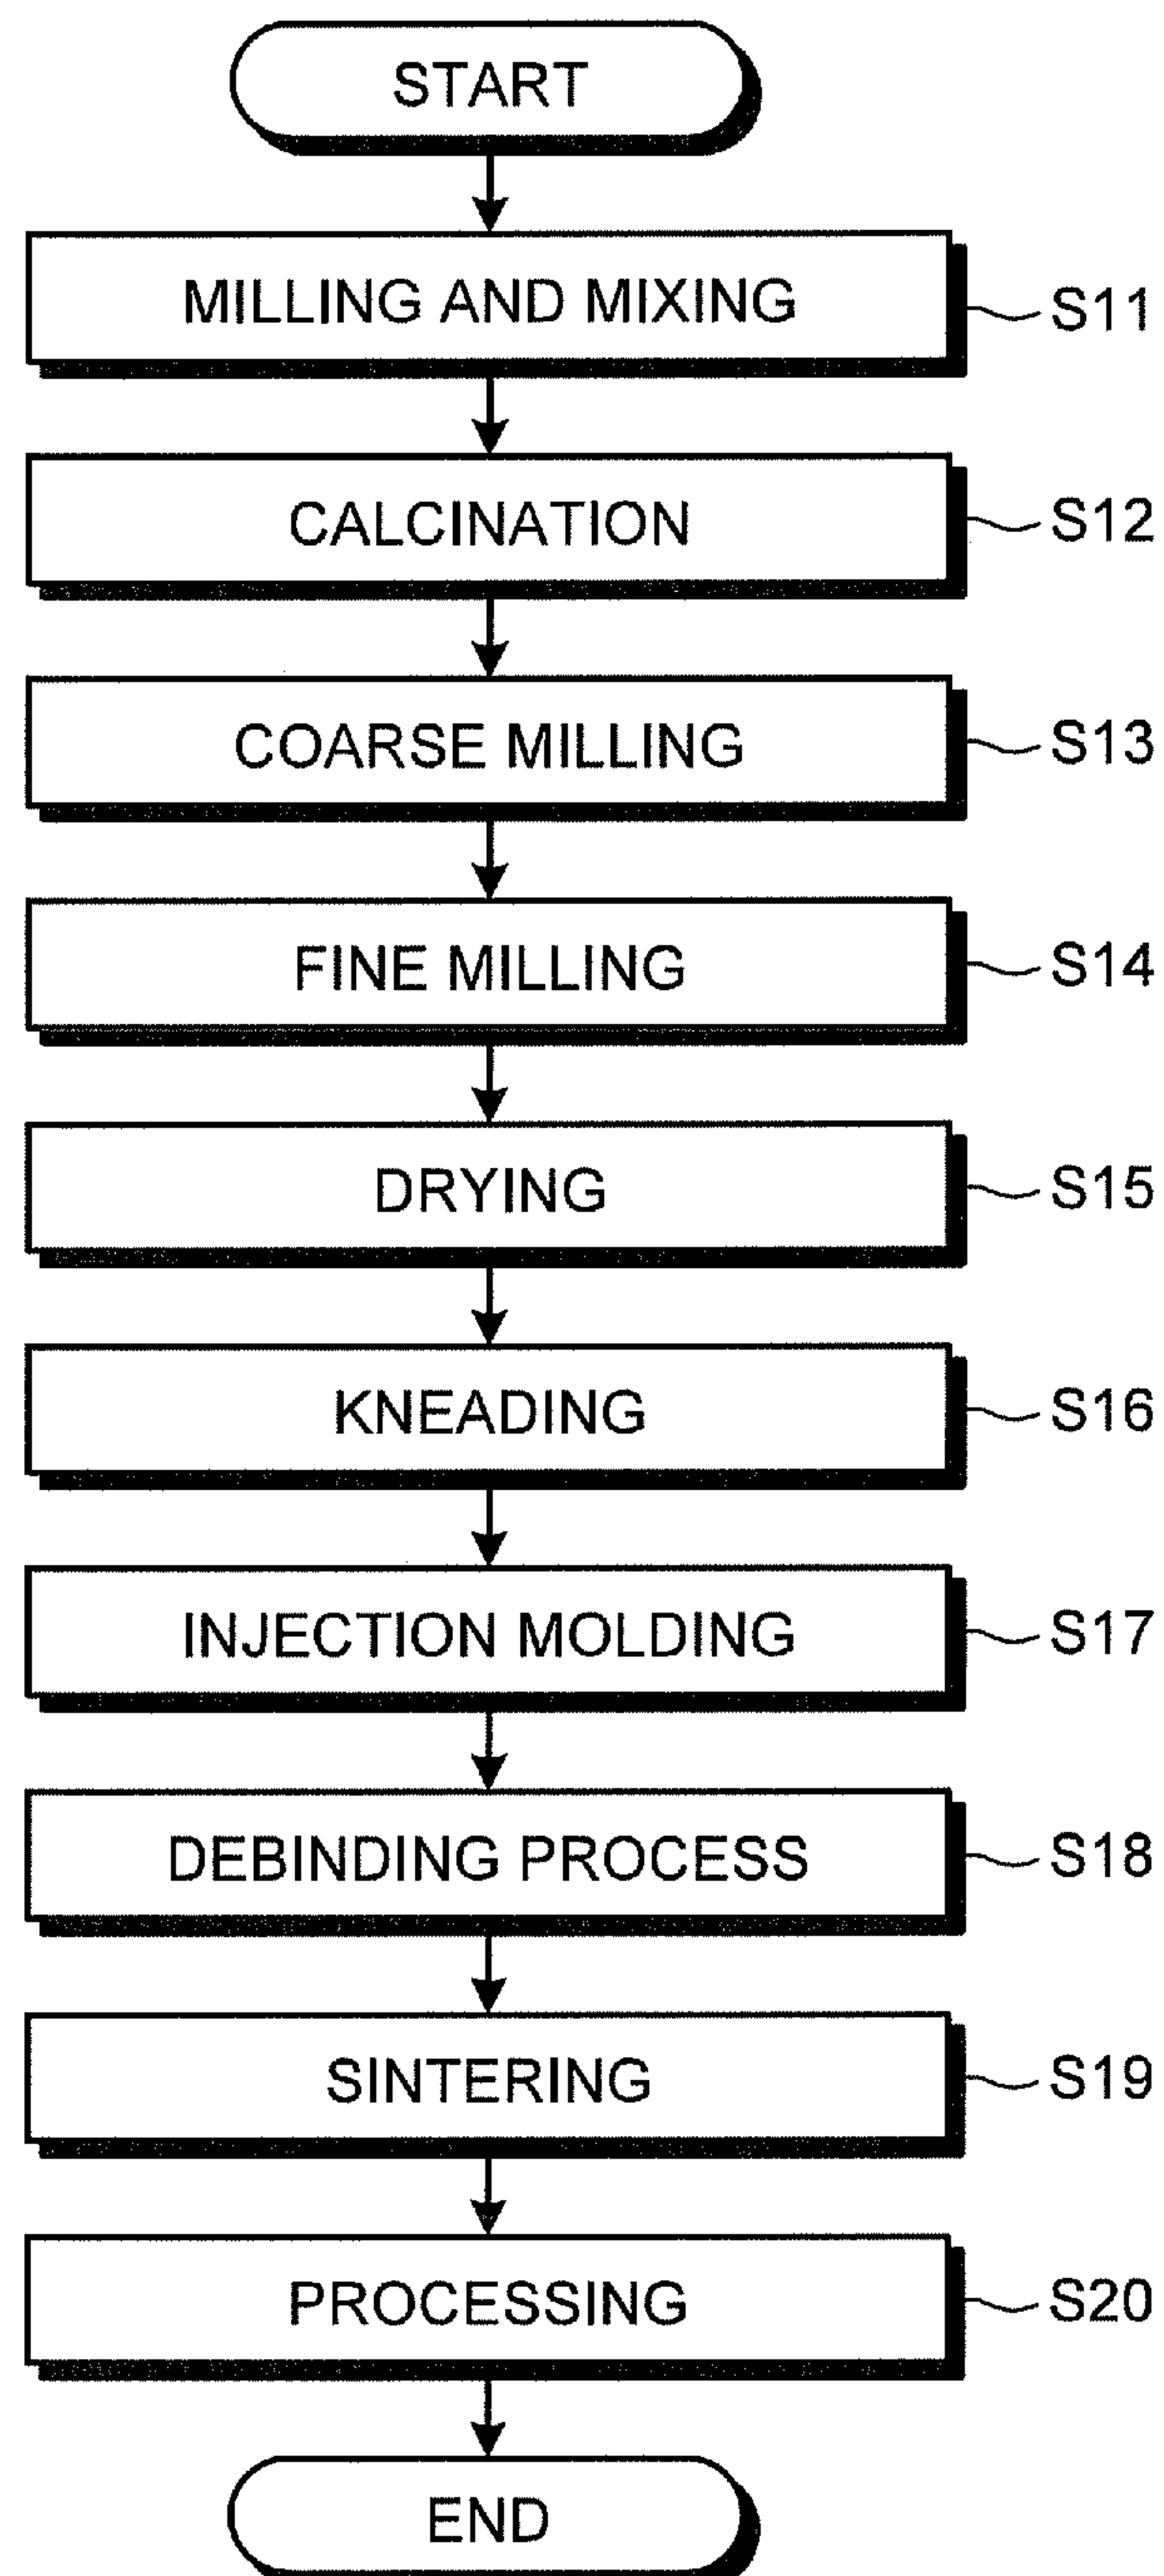 START
MILLING AND MIXING
S11
CALCINATION
S12
COARSE MILLING
S13
FINE MILLING
S14
DRYING
S15
KNEADING
S16
INJECTION MOLDING
S17
DEBINDING PROCESS
S18
SINTERING
S19
PROCESSING
S20
END